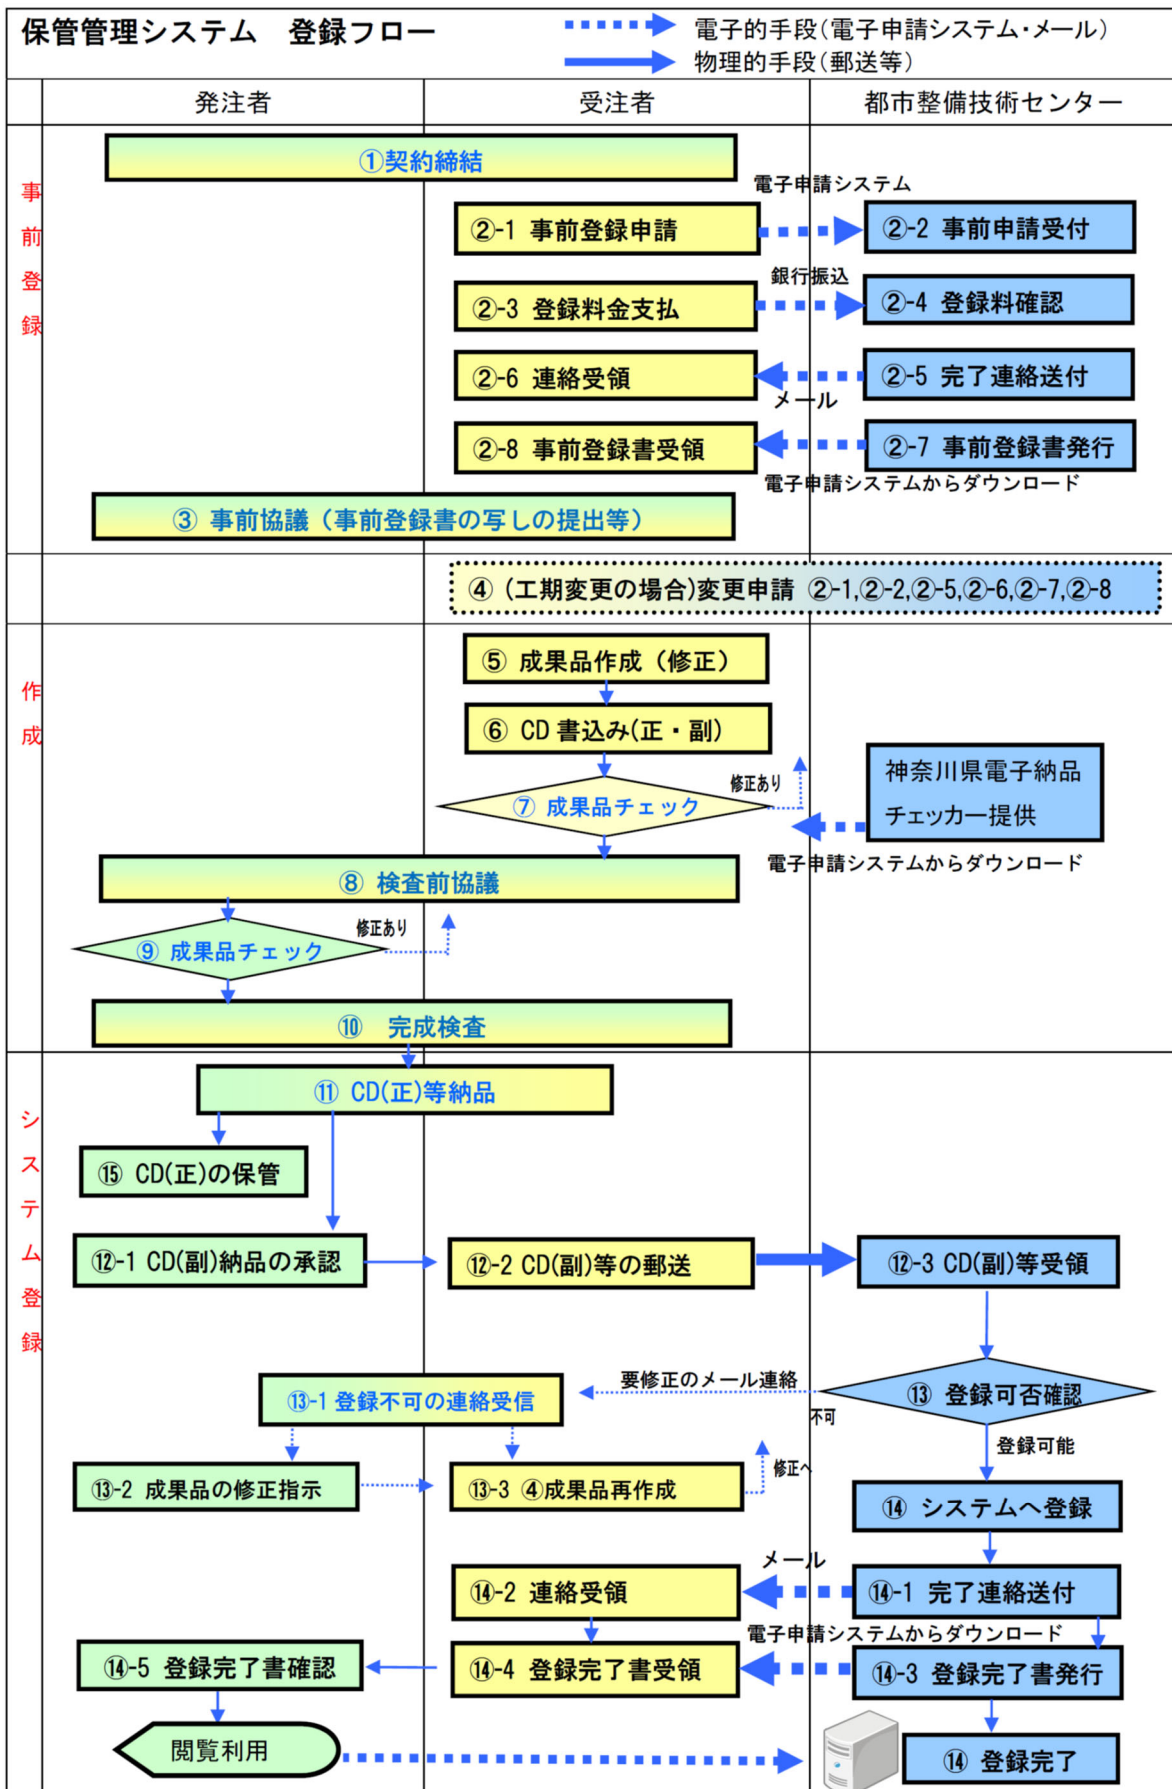 保管管理システム　登録フロー
電子的手段(電子申請システム・メール)
物理的手段(郵送等)
発注者
受注者
都市整備技術センター
事前登録
①契約締結
電子申請システム
②-1 事前登録申請
②-2 事前申請受付
銀行振込
②-3 登録料金支払
②-4 登録料確認
②-6 連絡受領
②-5 完了連絡送付
メール
②-8 事前登録書受領
②-7 事前登録書発行
電子申請システムからダウンロード
③ 事前協議（事前登録書の写しの提出等）
④ (工期変更の場合)変更申請 ②-1,②-2,②-5,②-6,②-7,②-8
作成
⑤ 成果品作成（修正）
⑥ CD 書込み(正・副)
修正あり
⑦ 成果品チェック
神奈川県電子納品
チェッカー提供
電子申請システムからダウンロード
⑧ 検査前協議
修正あり
⑨ 成果品チェック
⑩　完成検査
システム登録
⑪ CD(正)等納品
⑮ CD(正)の保管
⑫-1 CD(副)納品の承認
⑫-2 CD(副)等の郵送
⑫-3 CD(副)等受領
要修正のメール連絡
⑬ 登録可否確認
不可
⑬-1 登録不可の連絡受信
登録可能
修正へ
⑬-2 成果品の修正指示
⑬-3 ④成果品再作成
⑭ システムへ登録
メール
⑭-2 連絡受領
⑭-1 完了連絡送付
電子申請システムからダウンロード
⑭-5 登録完了書確認
⑭-4 登録完了書受領
⑭-3 登録完了書発行
閲覧利用
⑭ 登録完了